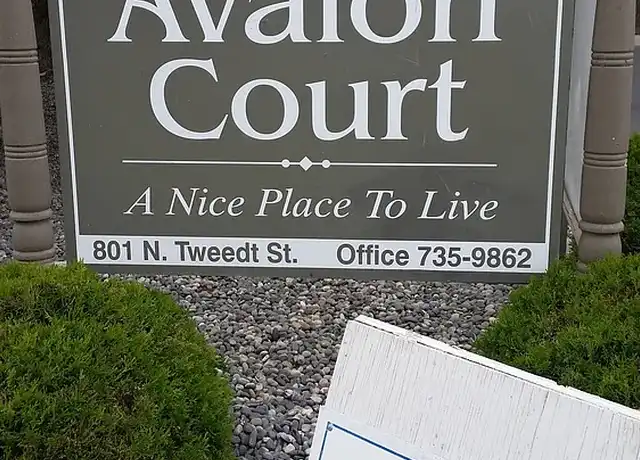 Avalon
Court
A Nice Place To Live
801 N. Tweedt St. Office 735-9862